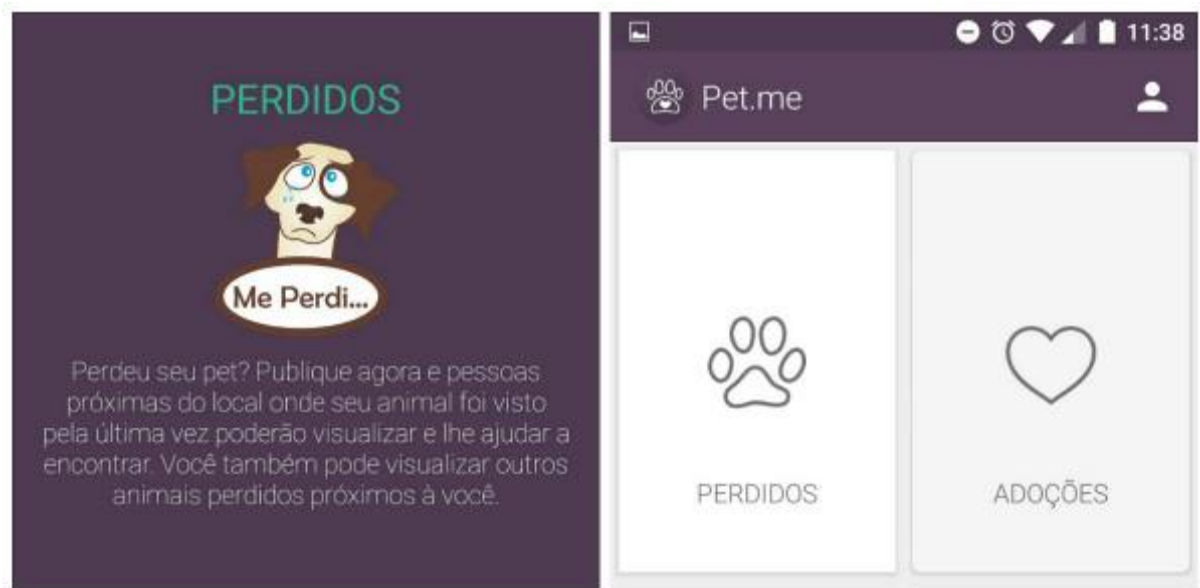 PERDIDOS
Me Perdi...
Perdeu seu pet? Publique agora e pessoas
próximas do local onde seu animal foi visto
pela última vez poderão visualizar e lhe ajudar a
encontrar. Você também pode visualizar outros
animais perdidos próximos à você.
11:38
Pet.me
PERDIDOS
ADOÇÕES